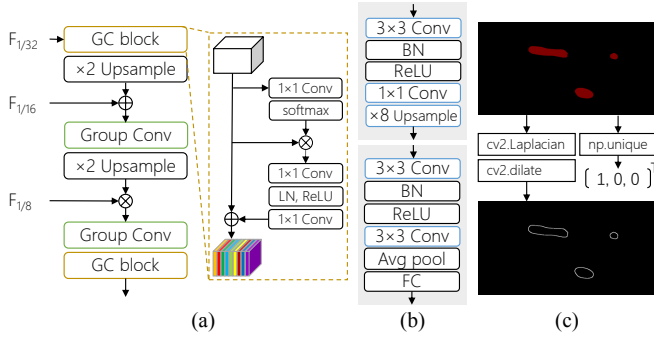 F1/32
GC block
×2 Upsample
F1/16
Group Conv
×2 Upsample
F1/8
Group Conv
GC block
1×1 Conv
softmax
1×1 Conv
LN, ReLU
1×1 Conv
(a)
3×3 Conv
BN
ReLU
1×1 Conv
×8 Upsample
3×3 Conv
BN
ReLU
3×3 Conv
Avg pool
FC
(b)
cv2.Laplacian
np.unique
cv2.dilate
[1, 0, 0]ᵀ
(c)